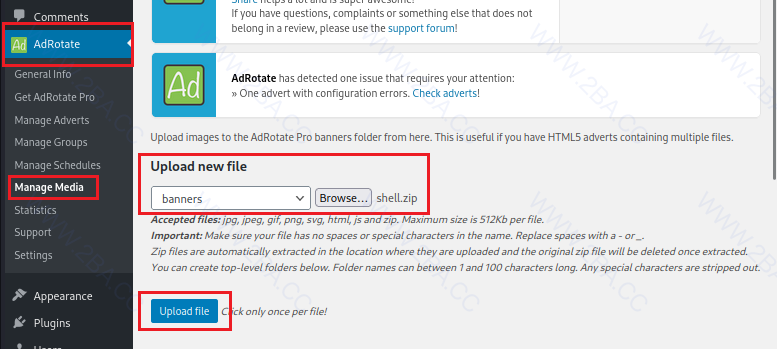 Comments
AdRotate
General Info
Get AdRotate Pro
Manage Adverts
Manage Groups
Manage Schedules
Manage Media
Statistics
Support
Settings
Appearance
Plugins
Share helps a lot and is super awesome!
If you have questions, complaints or something else that does not
belong in a review, please use the support forum!
Ad
AdRotate has detected one issue that requires your attention:
» One advert with configuration errors. Check adverts!
Upload images to the AdRotate Pro banners folder from here. This is useful if you have HTML5 adverts containing multiple files.
Upload new file
banners Browse... shell.zip
Accepted files: jpg, jpeg, gif, png, svg, html, js and zip. Maximum size is 512Kb per file.
Important: Make sure your file has no spaces or special characters in the name. Replace spaces with a - or _.
Zip files are automatically extracted in the location where they are uploaded and the original zip file will be deleted once extracted.
You can create top-level folders below. Folder names can between 1 and 100 characters long. Any special characters are stripped out.
Upload file Click only once per file!
WWW.2BA.CC